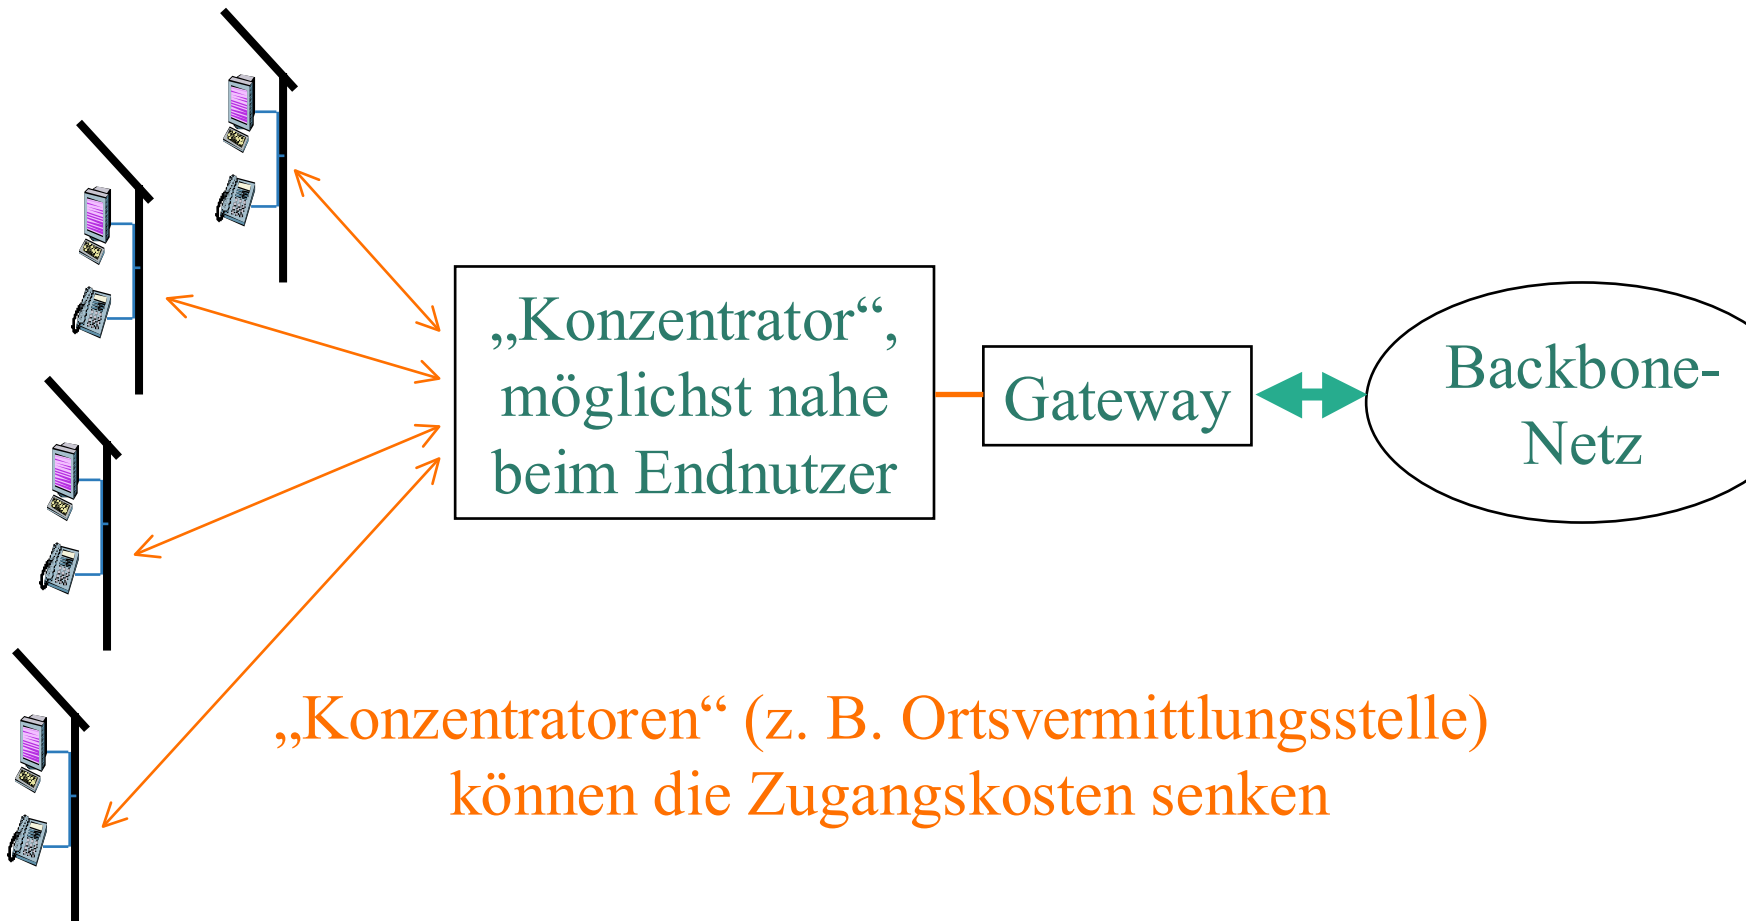 „Konzentrator“,
möglichst nahe
beim Endnutzer
Gateway
Backbone-
Netz
„Konzentratoren“ (z. B. Ortsvermittlungsstelle)
können die Zugangskosten senken